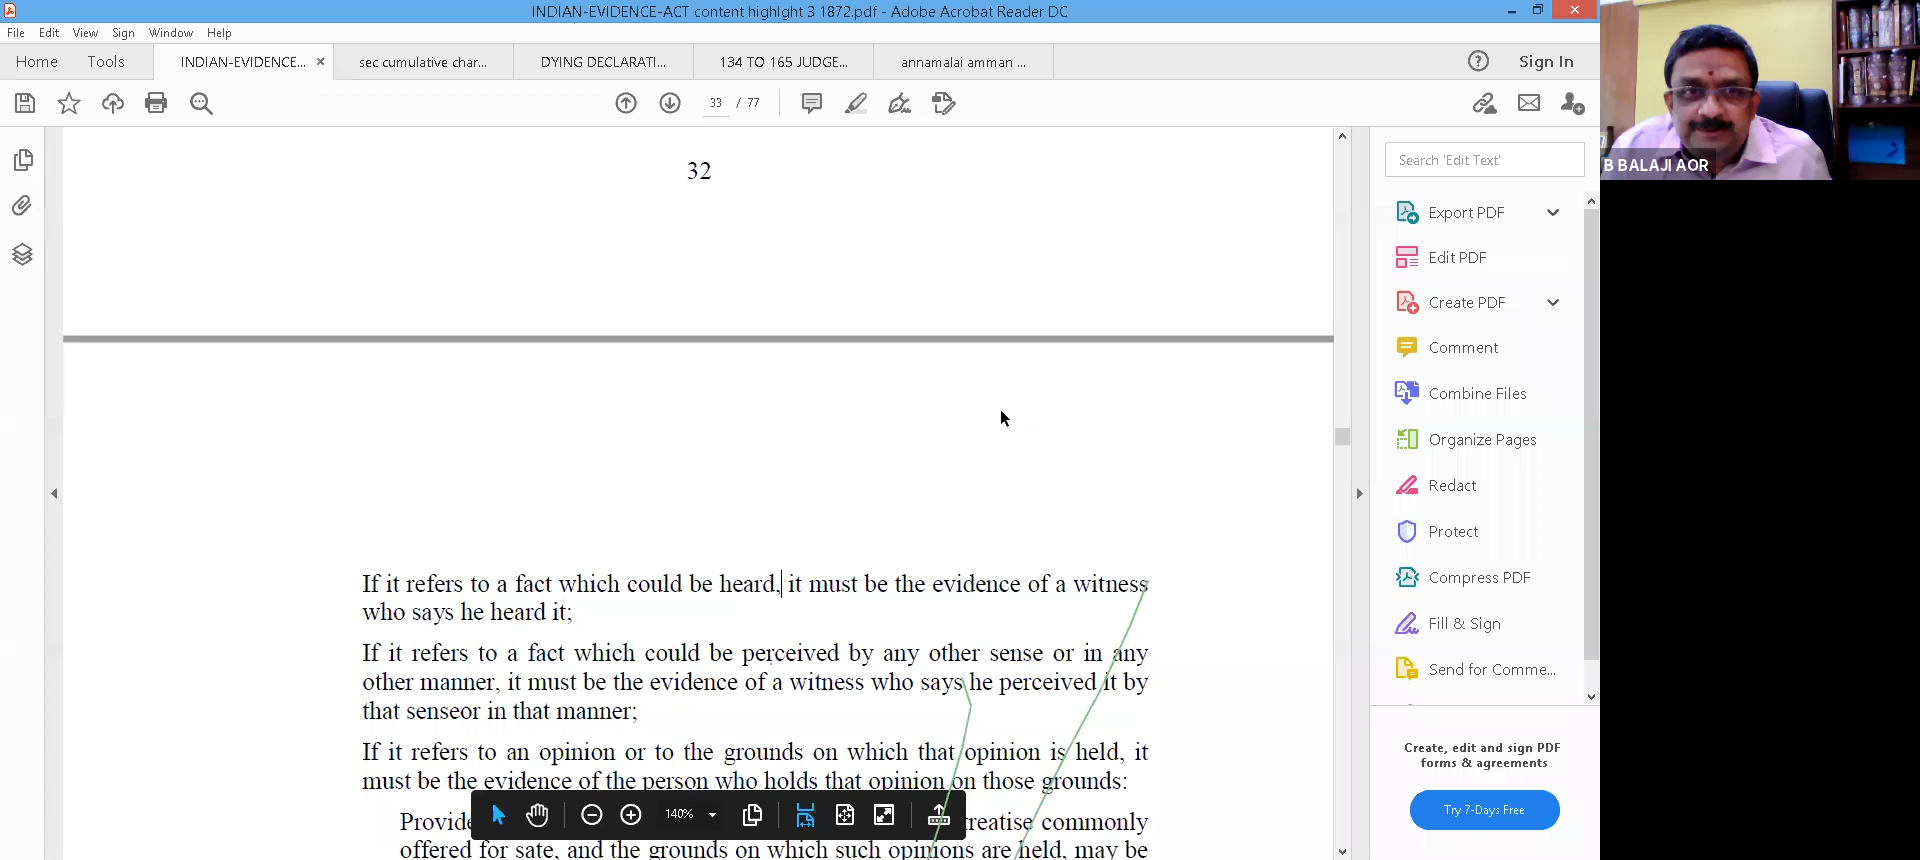 INDIAN-EVIDENCE-ACT content highlght 3 1872.pdf - Adobe Acrobat Reader DC
File Edit View Sign Window Help
Home Tools INDIAN-EVIDENCE... × sec cumulative char... DYING DECLARATI... 134 TO 165 JUDGE... annamalai amman ... Sign In
33 / 77
B BALAJI AOR
32
If it refers to a fact which could be heard, it must be the evidence of a witness
who says he heard it;
If it refers to a fact which could be perceived by any other sense or in any
other manner, it must be the evidence of a witness who says he perceived it by
that senseor in that manner;
If it refers to an opinion or to the grounds on which that opinion is held, it
must be the evidence of the person who holds that opinion on those grounds:
commonly
offered for sate, and the grounds on which such opinions are held, may be
140%
Search 'Edit Text'
Export PDF
Edit PDF
Create PDF
Comment
Combine Files
Organize Pages
Redact
Protect
Compress PDF
Fill & Sign
Send for Comme...
Create, edit and sign PDF
forms & agreements
Try 7-Days Free